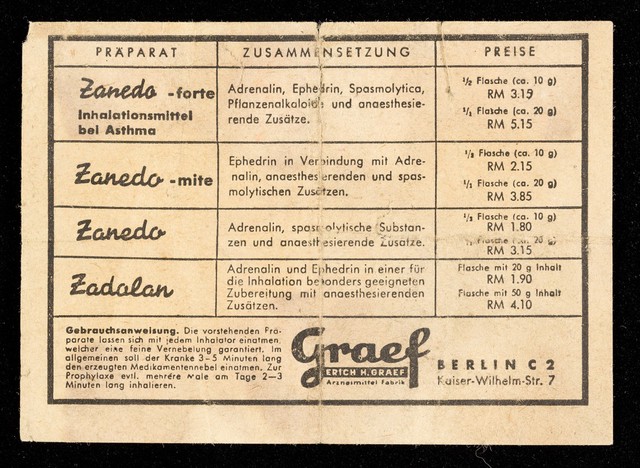 PRÄPARAT ZUSAMMENSETZUNG PREISE
Zanedo -forte
Inhalationsmittel
bei Asthma
Adrenalin, Ephedrin, Spasmolytica,
Pflanzenalkaloide und anaesthesie-
rende Zusätze.
½ Flasche (ca. 10 g)
RM 3.15
¹/₁ Flasche (ca. 20 g)
RM 5.15
Zanedo -mite
Ephedrin in Verbindung mit Adre-
nalin, anaesthesierenden und spas-
molytischen Zusätzen.
½ Flasche (ca. 10 g)
RM 2.15
¹/₁ Flasche (ca. 20 g)
RM 3.85
Zanedo
Adrenalin, spasmolytische Substan-
zen und anaesthesierende Zusätze.
½ Flasche (ca. 10 g)
RM 1.80
¹/₁ Flasche (ca. 20 g)
RM 3.15
Zadalan
Adrenalin und Ephedrin in einer für
die Inhalation besonders geeigneten
Zubereitung mit anaesthesierenden
Zusätzen.
Flasche mit 20 g Inhalt
RM 1.90
Flasche mit 50 g Inhalt
RM 4.10
Gebrauchsanweisung. Die vorstehenden Prä-
parate lassen sich mit jedem Inhalator einatmen,
welcher eine feine Vernebelung garantiert. Im
allgemeinen soll der Kranke 3-5 Minuten lang
den erzeugten Medikamentennebel einatmen. Zur
Prophylaxe evtl. mehrere Male am Tage 2—3
Minuten lang inhalieren.
Graef
ERICH H. GRAEF
Arzneimittel Fabrik
BERLIN C 2
Kaiser-Wilhelm-Str. 7